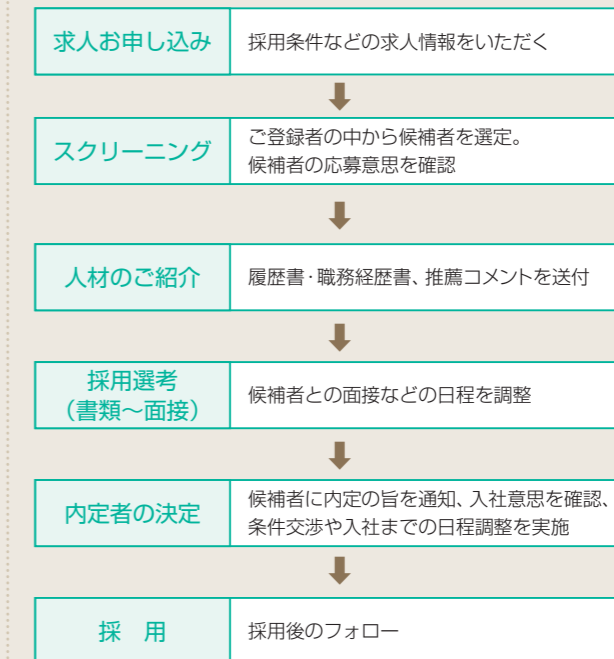 求人お申し込み
採用条件などの求人情報をいただく
スクリーニング
ご登録者の中から候補者を選定。
候補者の応募意思を確認
人材のご紹介
履歴書・職務経歴書、推薦コメントを送付
採用選考
（書類〜面接）
候補者との面接などの日程を調整
内定者の決定
候補者に内定の旨を通知、入社意思を確認、
条件交渉や入社までの日程調整を実施
採　用
採用後のフォロー